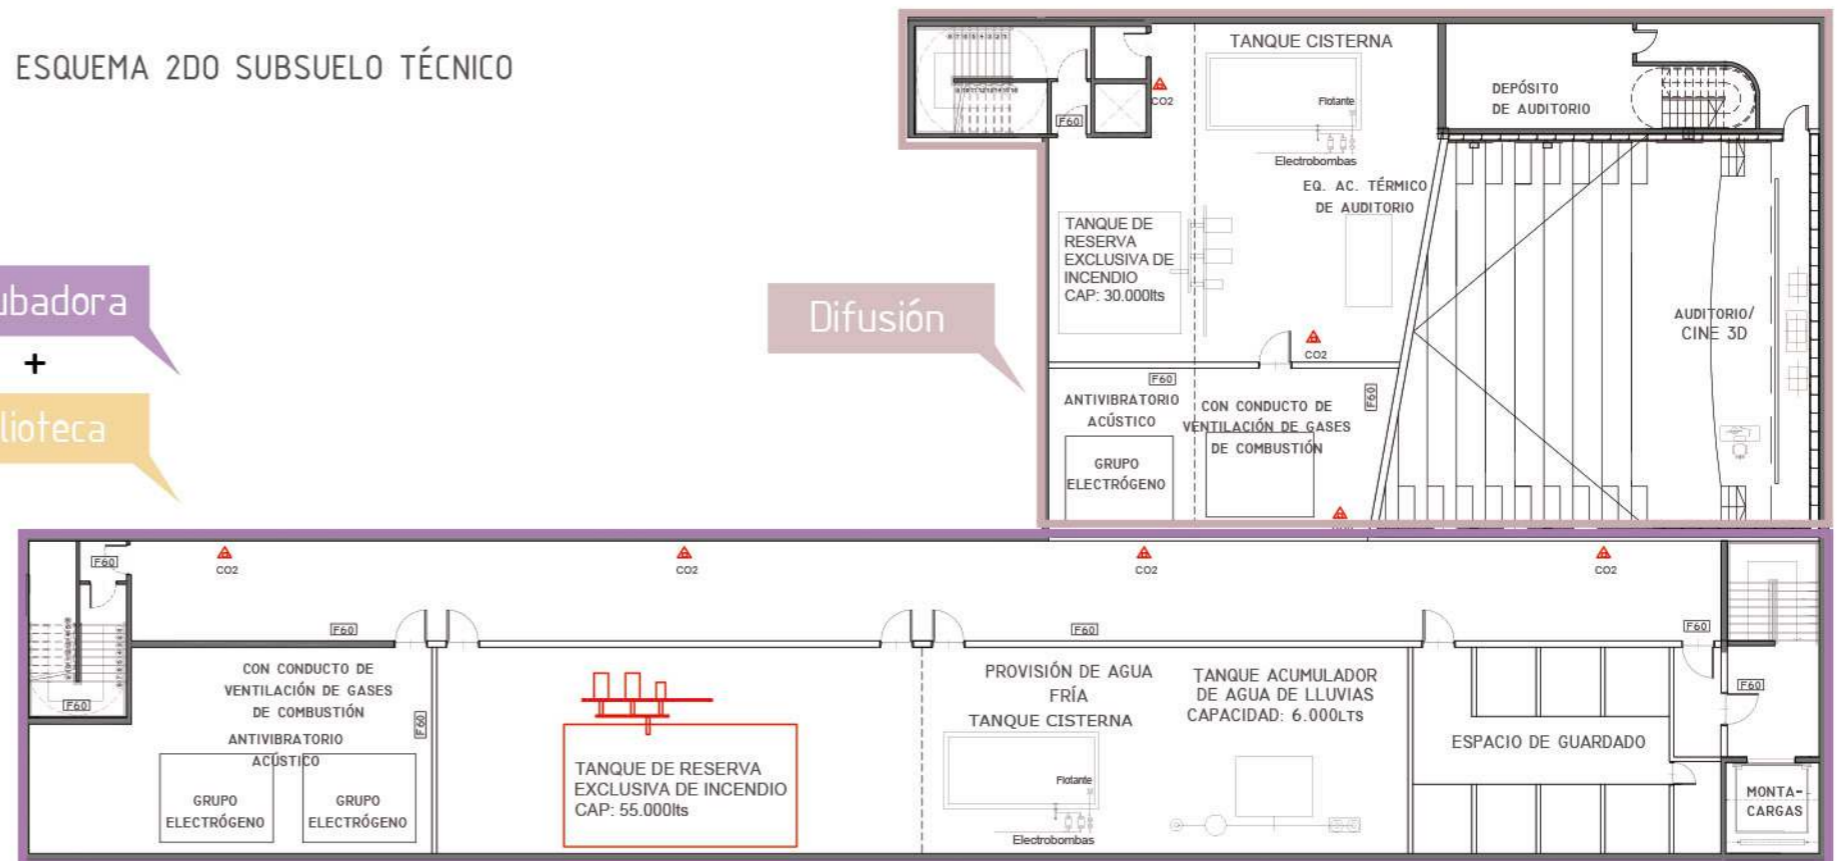 ESQUEMA 2DO SUBSUELO TÉCNICO
ubadora
+
lioteca
Difusión
TANQUE CISTERNA
Flotante
Electrobombas
CO2
F60
DEPÓSITO
DE AUDITORIO
EQ. AC. TÉRMICO
DE AUDITORIO
TANQUE DE
RESERVA
EXCLUSIVA DE
INCENDIO
CAP: 30.000lts
AUDITORIO/
CINE 3D
CO2
F60
F60
ANTIVIBRATORIO
ACÚSTICO
CON CONDUCTO DE
VENTILACIÓN DE GASES
DE COMBUSTIÓN
GRUPO
ELECTRÓGENO
F60
CO2
CO2
CO2
CO2
F60
F60
F60
CON CONDUCTO DE
VENTILACIÓN DE GASES
DE COMBUSTIÓN
F60
F60
ANTIVIBRATORIO
ACÚSTICO
GRUPO
ELECTRÓGENO
GRUPO
ELECTRÓGENO
TANQUE DE RESERVA
EXCLUSIVA DE INCENDIO
CAP: 55.000lts
PROVISIÓN DE AGUA
FRÍA
TANQUE CISTERNA
Flotante
Electrobombas
TANQUE ACUMULADOR
DE AGUA DE LLUVIAS
CAPACIDAD: 6.000LTS
ESPACIO DE GUARDADO
F60
MONTA-
CARGAS